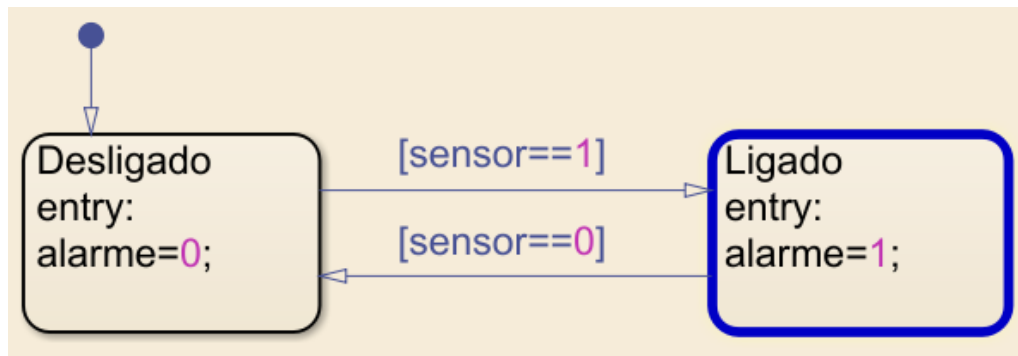 Desligado
entry:
alarme=0;
[sensor==1]
[sensor==0]
Ligado
entry:
alarme=1;